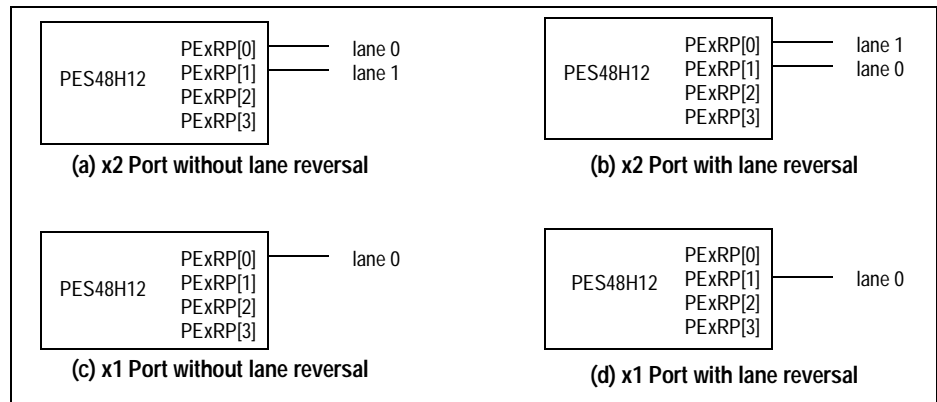 PES48H12
PExRP[0] lane 0
PExRP[1] lane 1
PExRP[2]
PExRP[3]
(a) x2 Port without lane reversal
PES48H12
PExRP[0] lane 1
PExRP[1] lane 0
PExRP[2]
PExRP[3]
(b) x2 Port with lane reversal
PES48H12
PExRP[0] lane 0
PExRP[1]
PExRP[2]
PExRP[3]
(c) x1 Port without lane reversal
PES48H12
PExRP[0]
PExRP[1] lane 0
PExRP[2]
PExRP[3]
(d) x1 Port with lane reversal